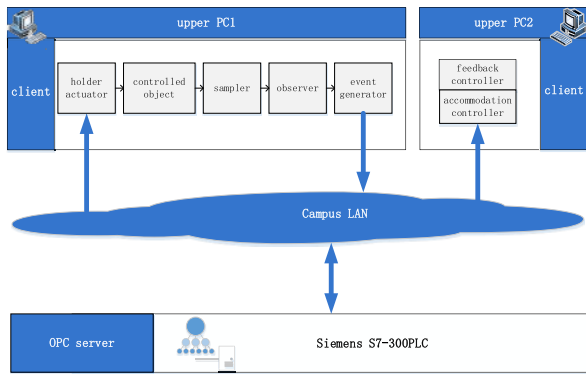 upper PC1
upper PC2
client
holder
actuator
controlled
object
sampler
observer
event
generator
feedback
controller
accommodation
controller
client
Campus LAN
OPC server
Siemens S7-300PLC